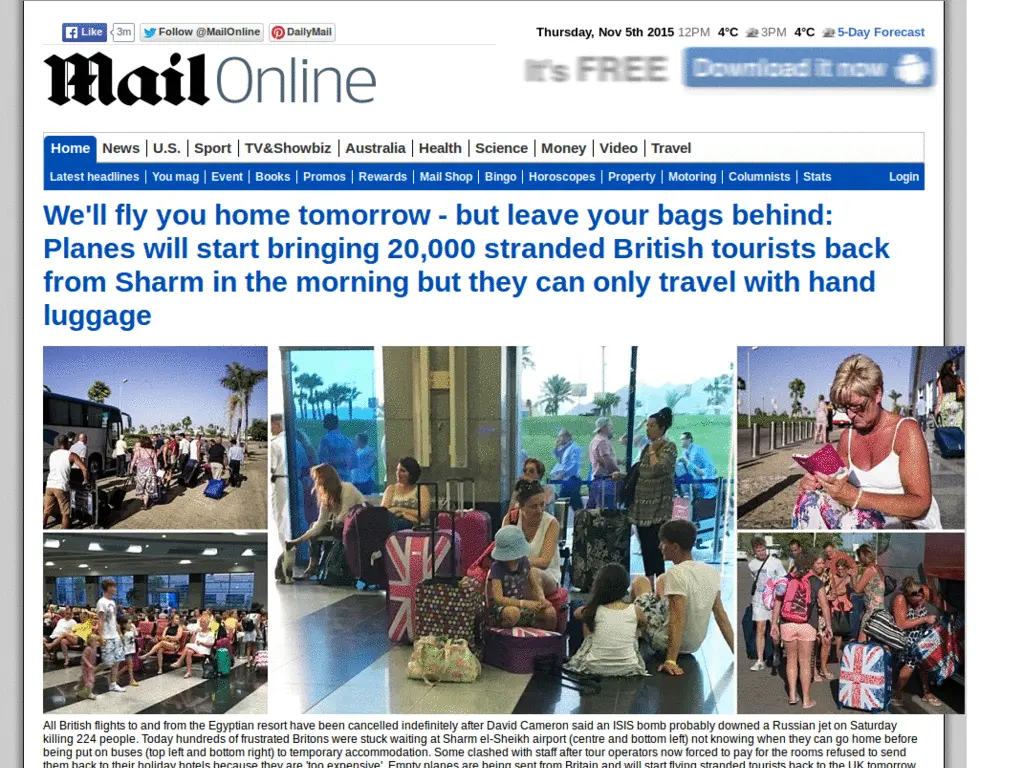 Like 3m Follow @MailOnline DailyMail
Thursday, Nov 5th 2015 12PM 4°C 3PM 4°C 5-Day Forecast
Mail Online
It's FREE Download it now
Home News U.S. Sport TV&Showbiz Australia Health Science Money Video Travel
Latest headlines You mag Event Books Promos Rewards Mail Shop Bingo Horoscopes Property Motoring Columnists Stats Login
We'll fly you home tomorrow - but leave your bags behind:
Planes will start bringing 20,000 stranded British tourists back
from Sharm in the morning but they can only travel with hand
luggage
All British flights to and from the Egyptian resort have been cancelled indefinitely after David Cameron said an ISIS bomb probably downed a Russian jet on Saturday
killing 224 people. Today hundreds of frustrated Britons were stuck waiting at Sharm el-Sheikh airport (centre and bottom left) not knowing when they can go home before
being put on buses (top left and bottom right) to temporary accommodation. Some clashed with staff after tour operators now forced to pay for the rooms refused to send
them back to their holiday hotels because they are 'too expensive'. Empty planes are being sent from Britain and will start flying stranded tourists back to the UK tomorrow